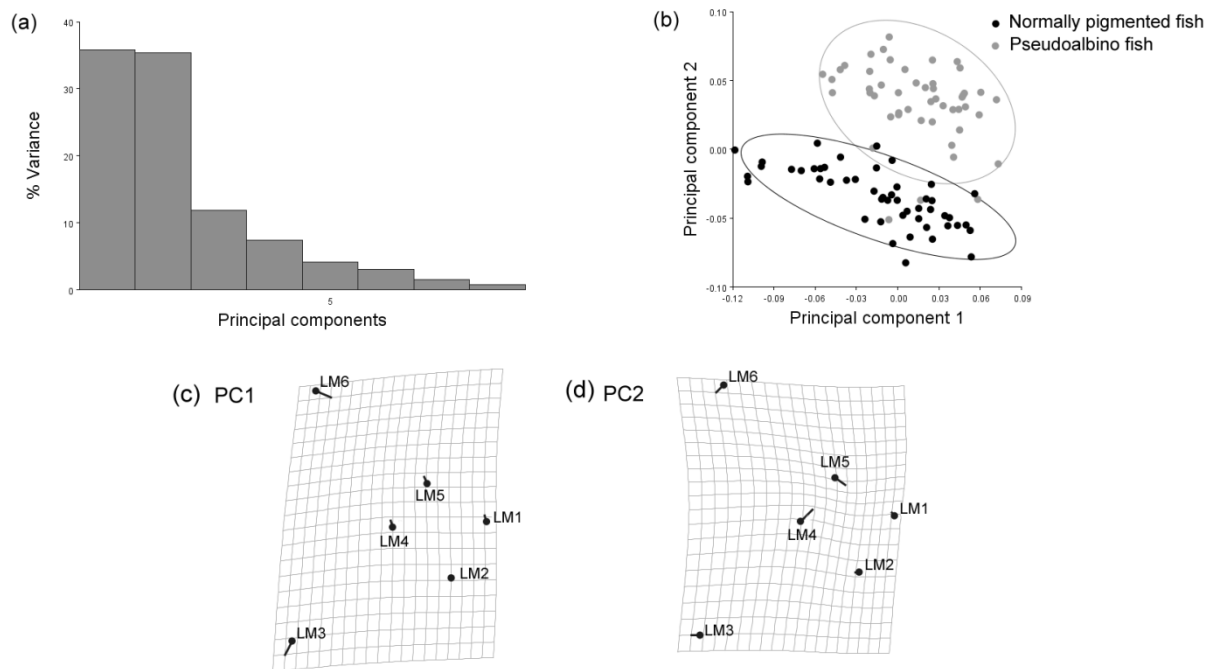 (a)
40
30
20
10
0
% Variance
5
Principal components
(b)
Normally pigmented fish
Pseudoalbino fish
0.10
0.05
0.00
-0.05
-0.10
Principal component 2
-0.12 -0.09 -0.06 -0.03 0.00 0.03 0.06 0.09
Principal component 1
(c) PC1
LM6
LM5
LM1
LM4
LM2
LM3
(d) PC2
LM6
LM5
LM1
LM4
LM2
LM3